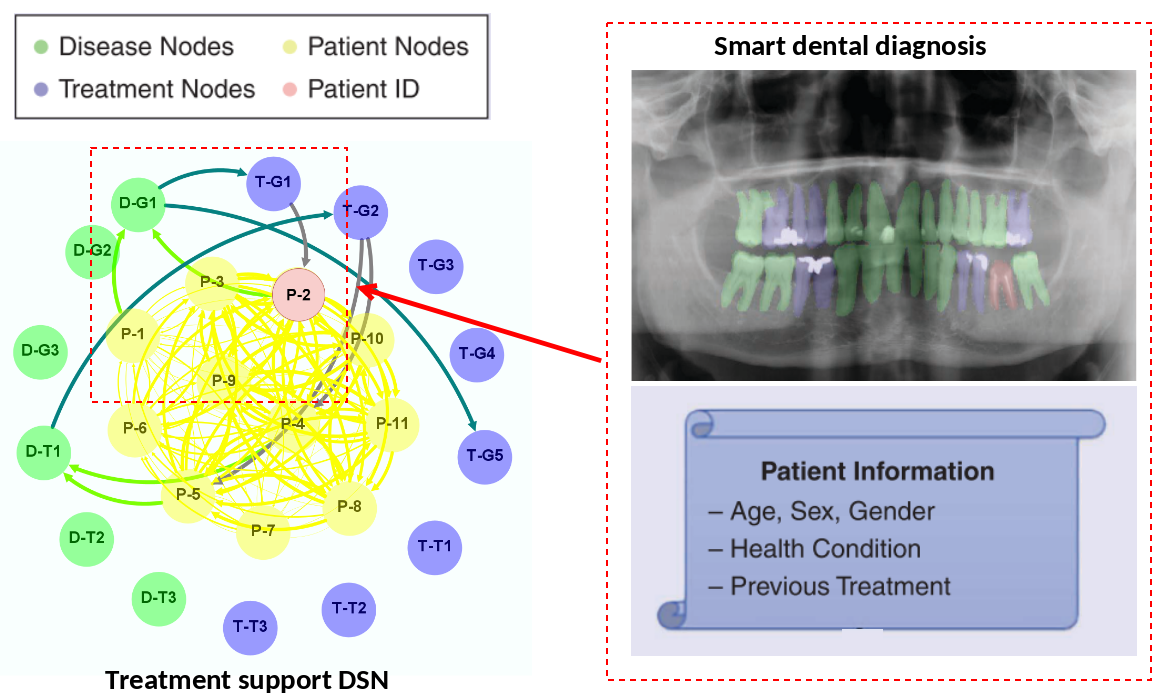 Disease Nodes
Patient Nodes
Treatment Nodes
Patient ID
D-G1
T-G1
T-G2
D-G2
T-G3
P-3
P-2
P-1
P-10
D-G3
T-G4
P-9
P-6
P-4
P-11
D-T1
T-G5
P-5
P-8
P-7
D-T2
T-T1
D-T3
T-T2
T-T3
Treatment support DSN
Smart dental diagnosis
Patient Information
– Age, Sex, Gender
– Health Condition
– Previous Treatment